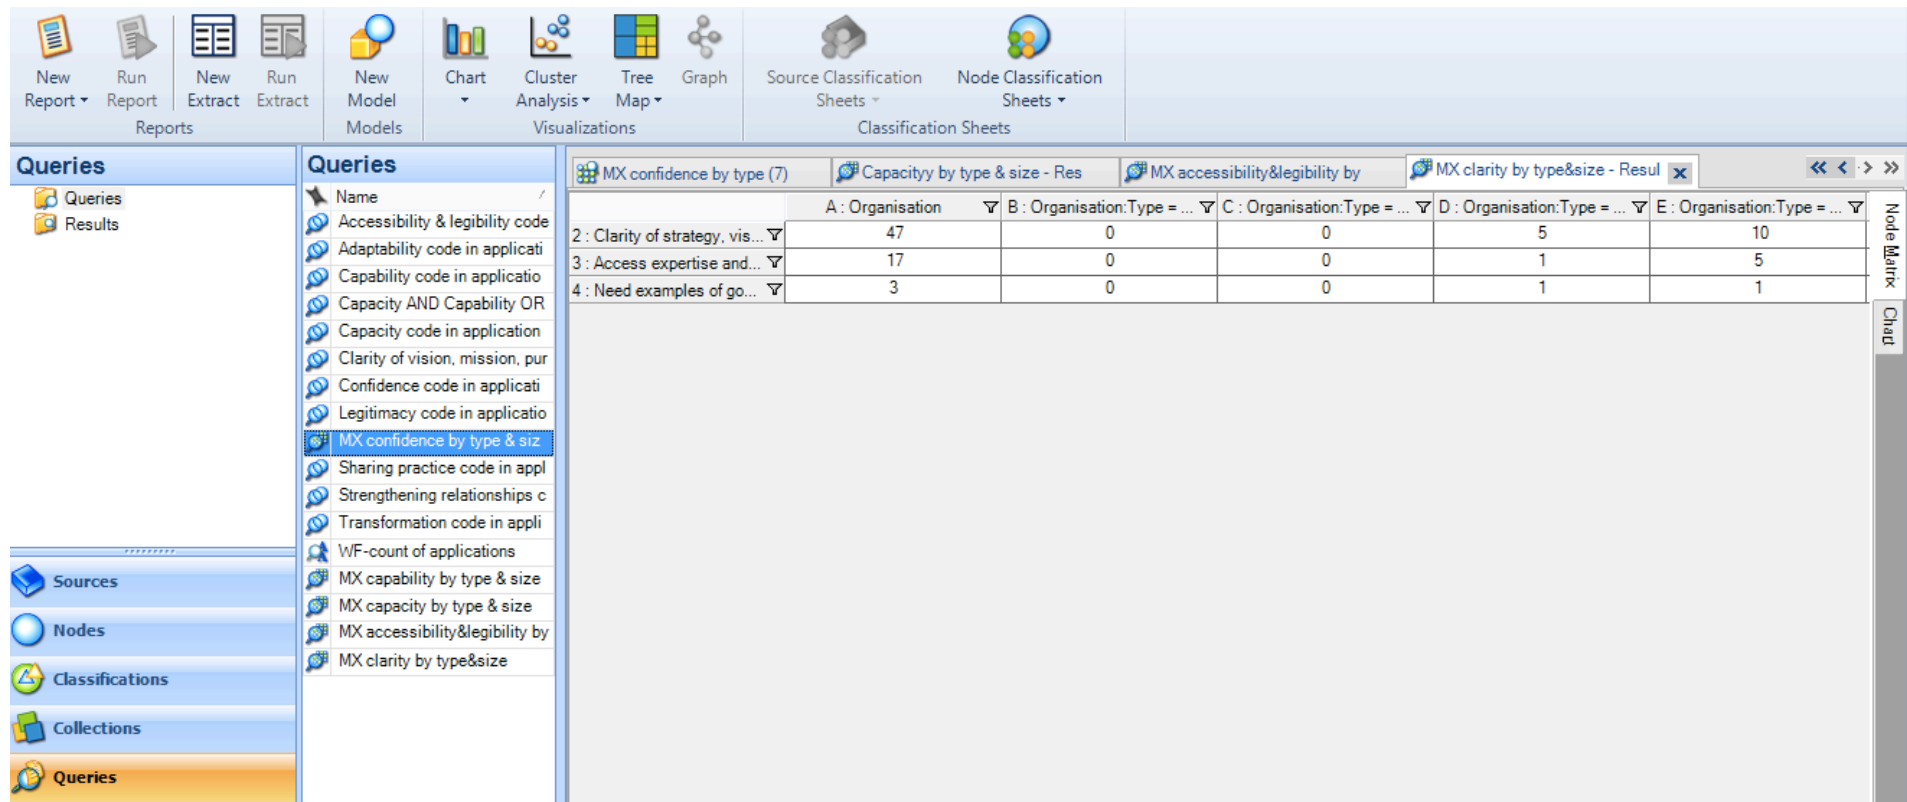 New Report
Run Report
New Extract
Run Extract
New Model
Chart
Cluster Analysis
Tree Map
Graph
Source Classification Sheets
Node Classification Sheets
Reports
Models
Visualizations
Classification Sheets
Queries
Queries
Results
Sources
Nodes
Classifications
Collections
Queries
Queries
Name
Accessibility & legibility code
Adaptability code in applicati
Capability code in applicatio
Capacity AND Capability OR
Capacity code in application
Clarity of vision, mission, pur
Confidence code in applicati
Legitimacy code in applicatio
MX confidence by type & siz
Sharing practice code in appl
Strengthening relationships c
Transformation code in appli
WF-count of applications
MX capability by type & size
MX capacity by type & size
MX accessibility&legibility by
MX clarity by type&size
MX confidence by type (7)
Capacityy by type & size - Res
MX accessibility&legibility by
MX clarity by type&size - Resul
A : Organisation
B : Organisation:Type = ...
C : Organisation:Type = ...
D : Organisation:Type = ...
E : Organisation:Type = ...
2 : Clarity of strategy, vis... 47 0 0 5 10
3 : Access expertise and... 17 0 0 1 5
4 : Need examples of go... 3 0 0 1 1
Node Matrix
Chart